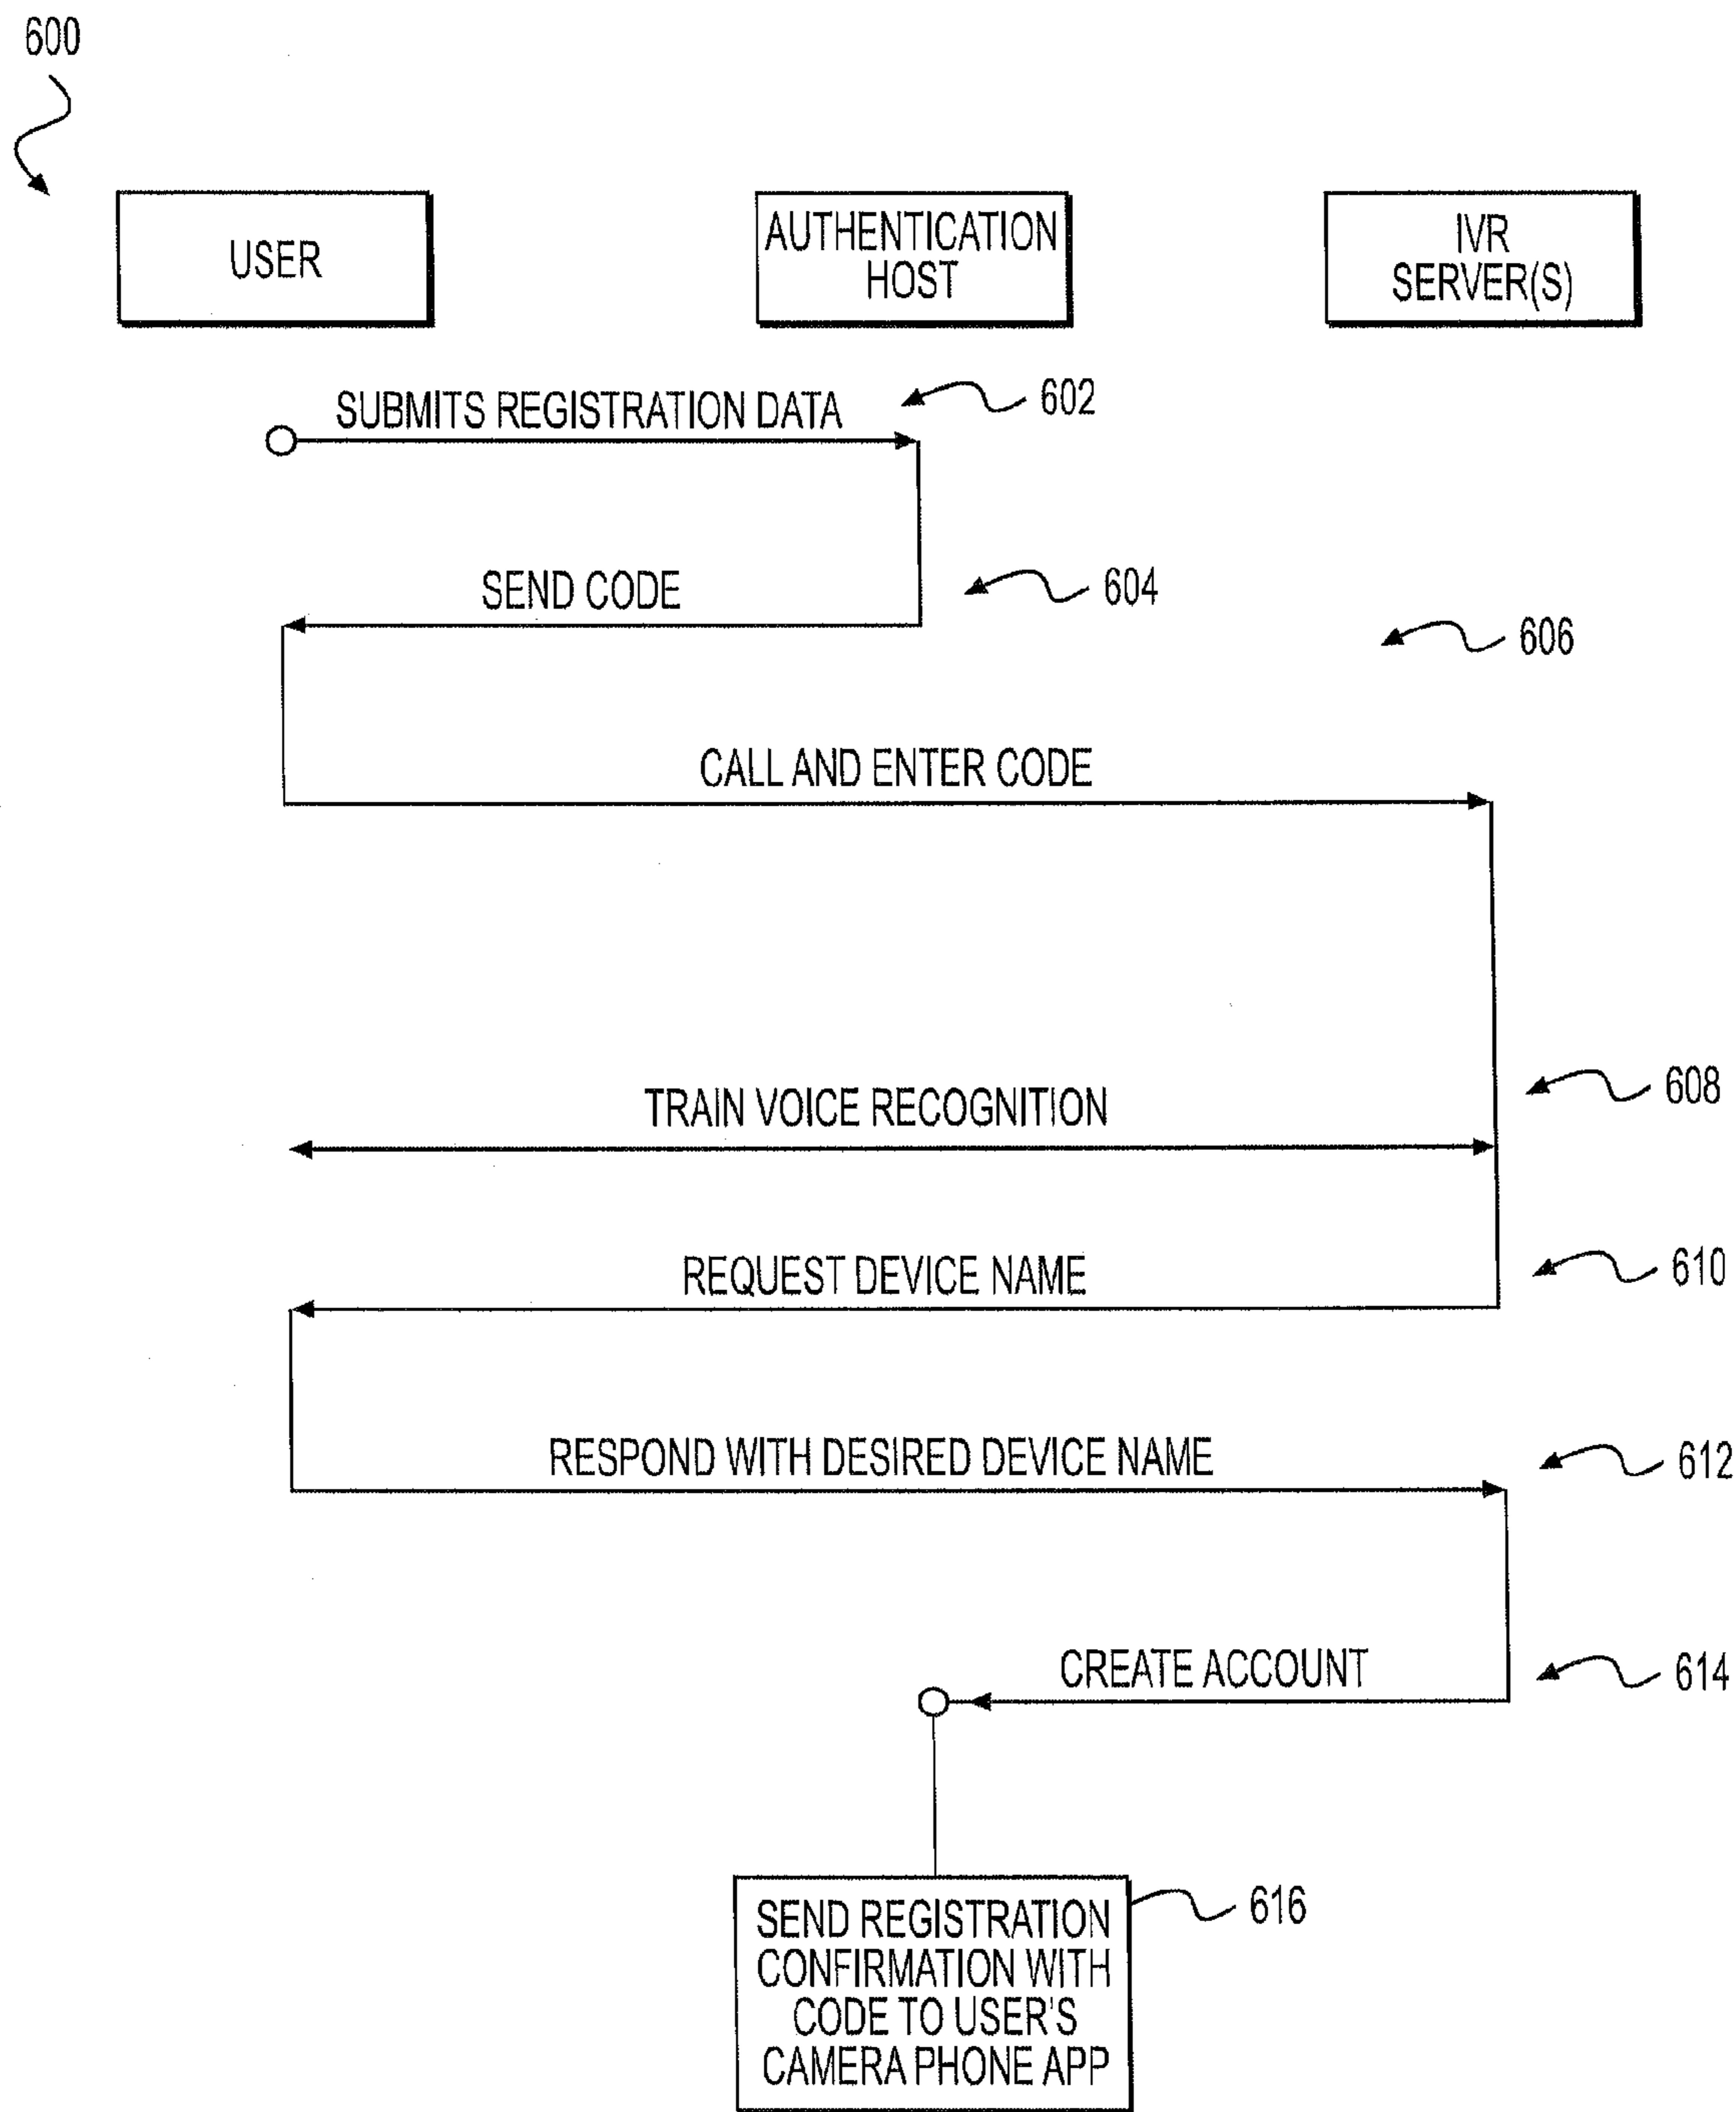 600
USER
AUTHENTICATION
HOST
IVR
SERVER(S)
SUBMITS REGISTRATION DATA
602
SEND CODE
604
606
CALL AND ENTER CODE
TRAIN VOICE RECOGNITION
608
REQUEST DEVICE NAME
610
RESPOND WITH DESIRED DEVICE NAME
612
CREATE ACCOUNT
614
SEND REGISTRATION
CONFIRMATION WITH
CODE TO USER'S
CAMERA PHONE APP
616